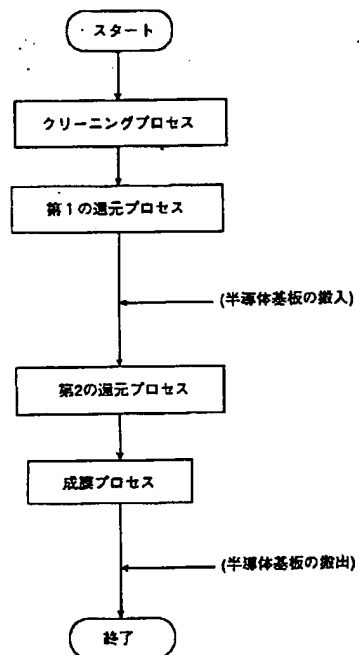 スタート
クリーニングプロセス
第1の還元プロセス
(半導体基板の搬入)
第2の還元プロセス
成膜プロセス
(半導体基板の搬出)
終了